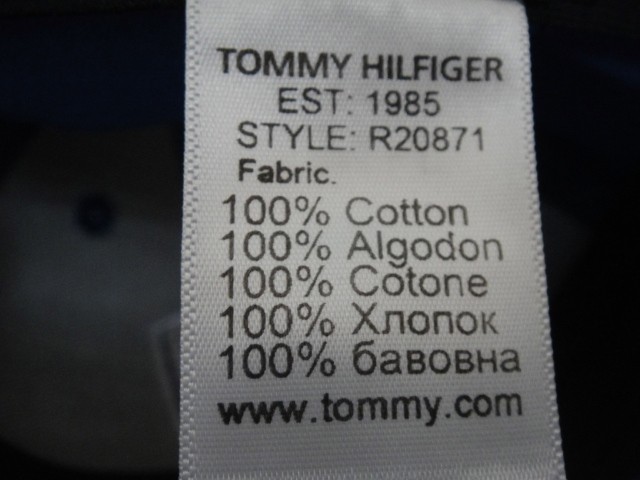 TOMMY HILFIGER
EST: 1985
STYLE: R20871
Fabric.
100% Cotton
100% Algodon
100% Cotone
100% Хлопок
100% бавовна
www.tommy.com